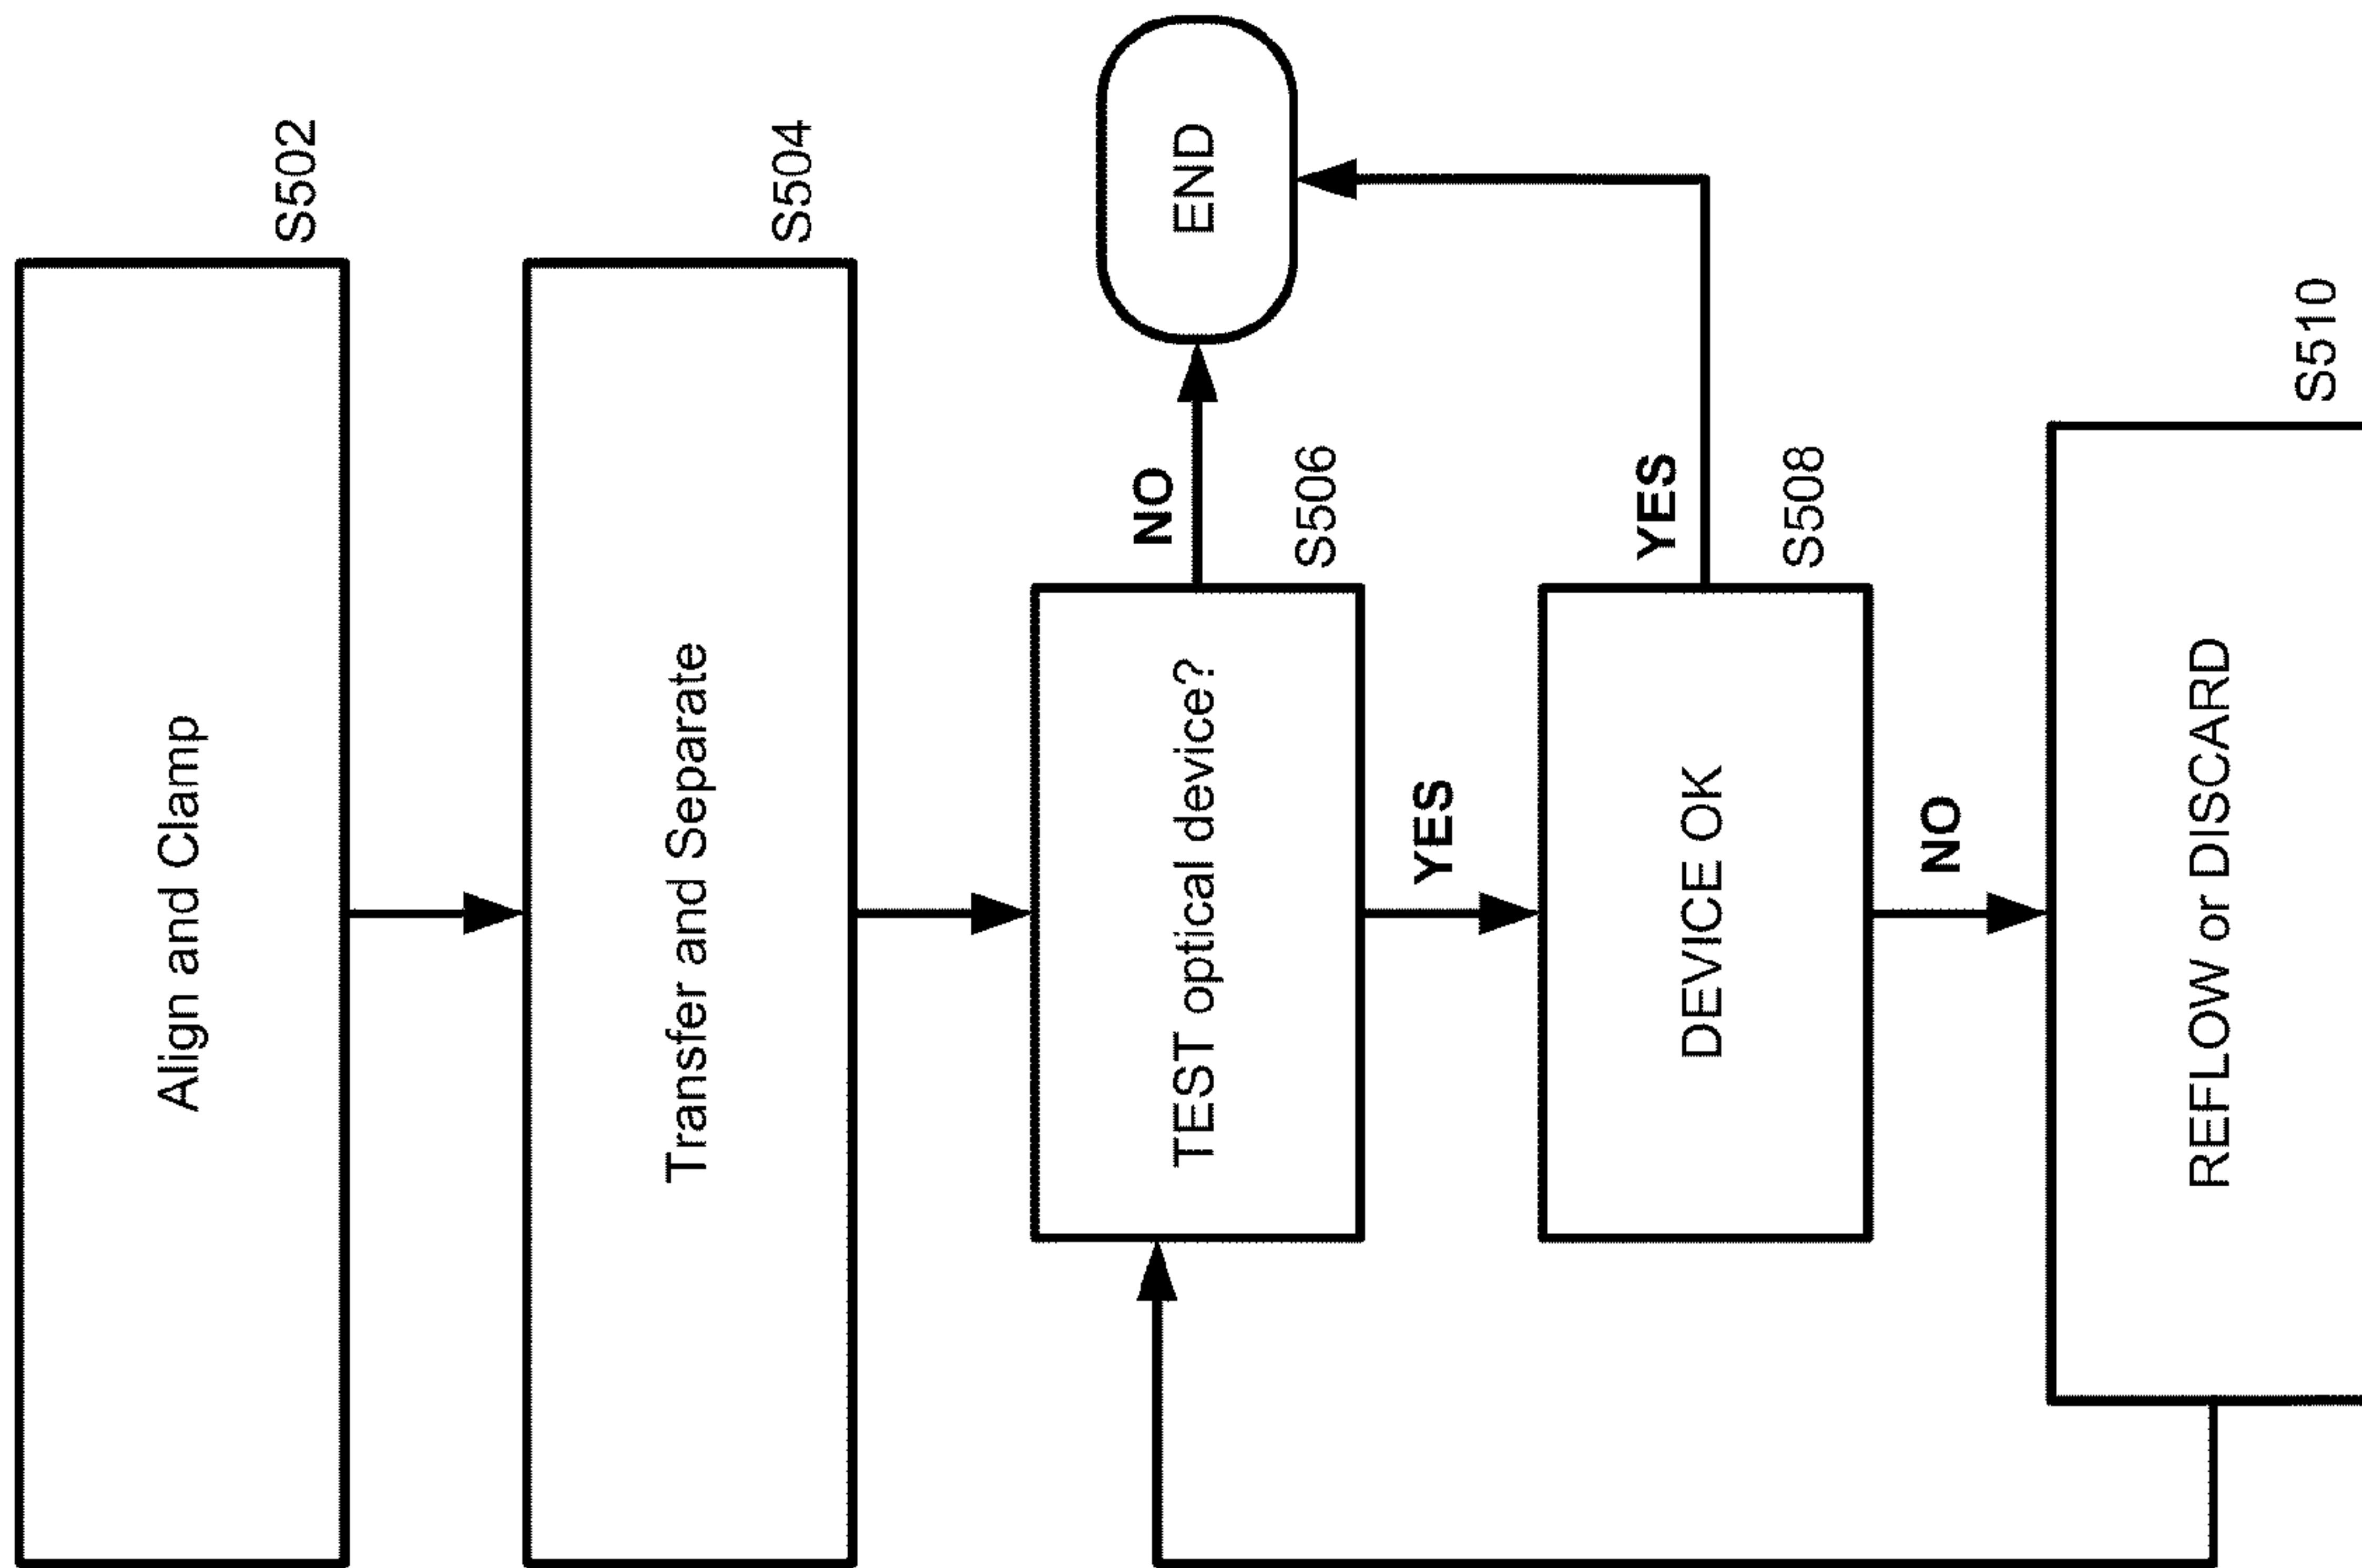 Align and Clamp
S502
Transfer and Separate
S504
TEST optical device?
S506
NO
END
YES
DEVICE OK
S508
YES
NO
REFLOW or DISCARD
S510